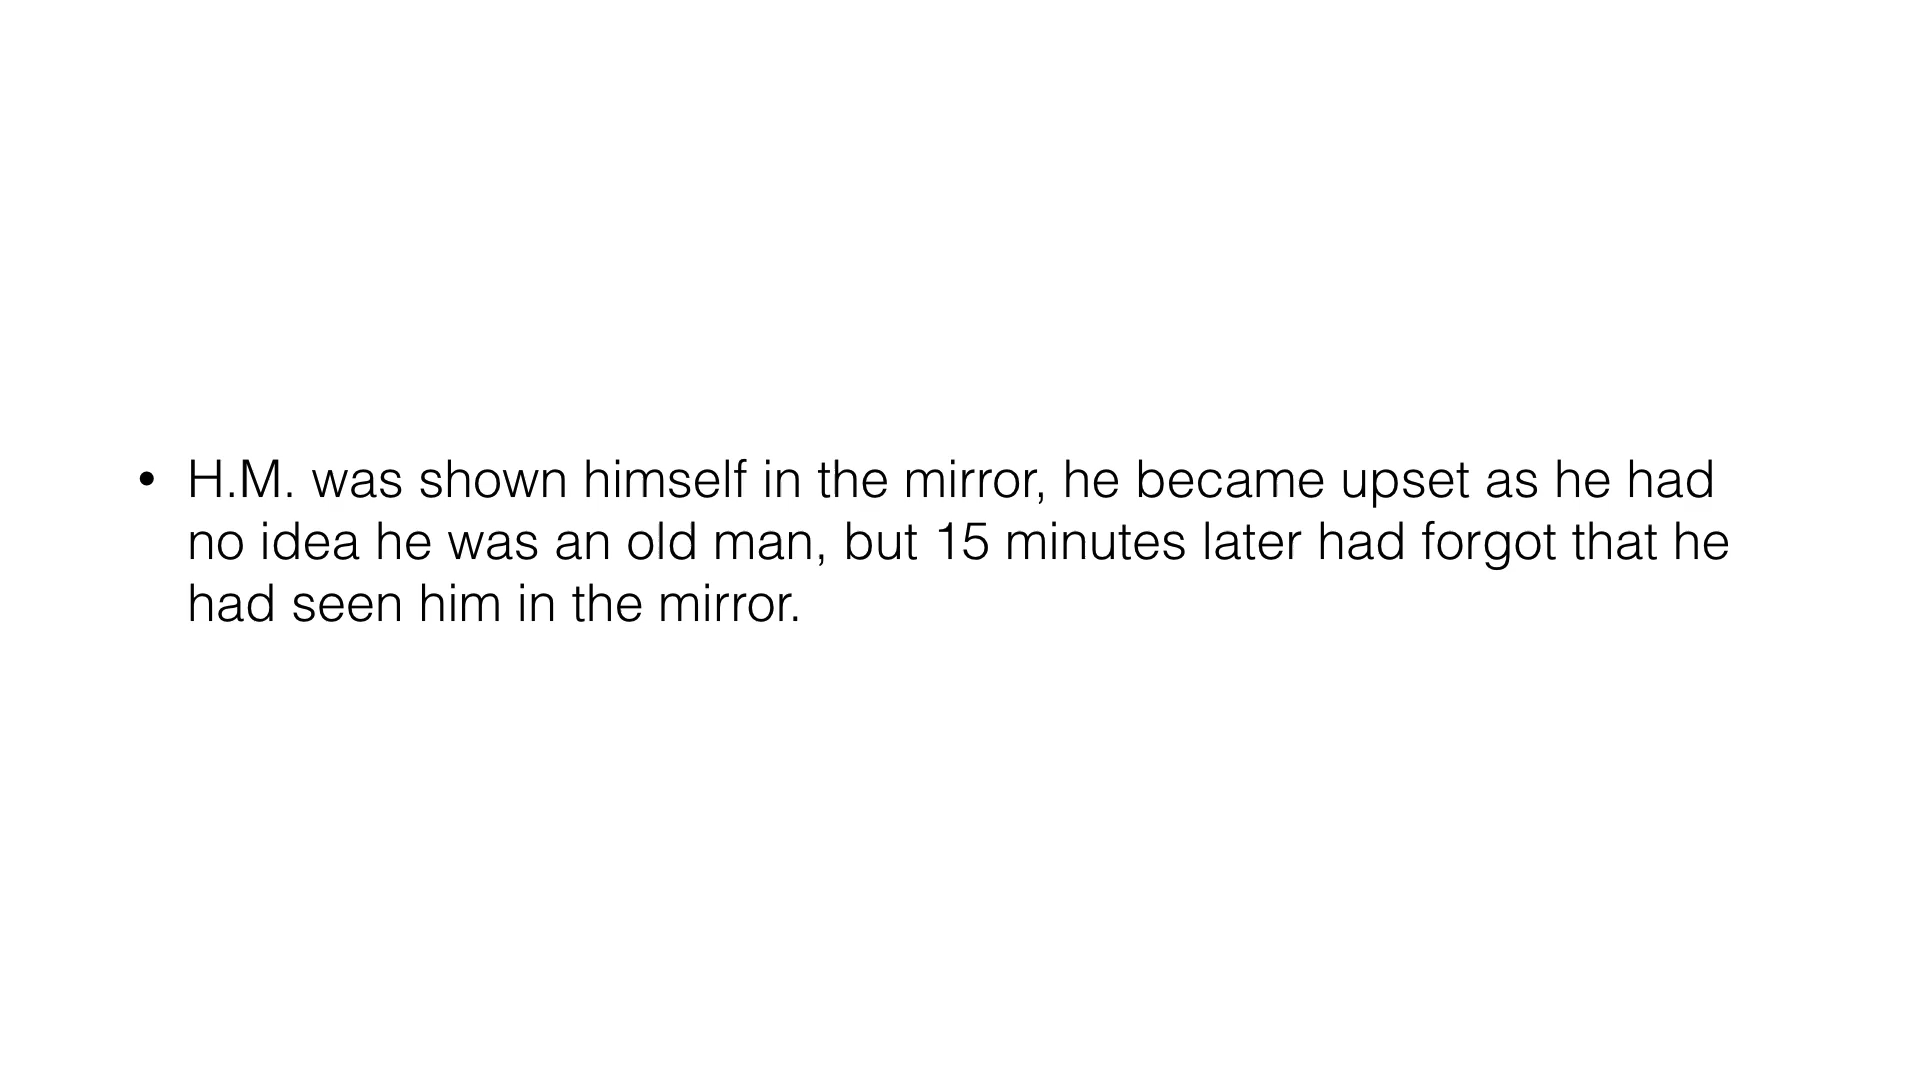 • H.M. was shown himself in the mirror, he became upset as he had
no idea he was an old man, but 15 minutes later had forgot that he
had seen him in the mirror.